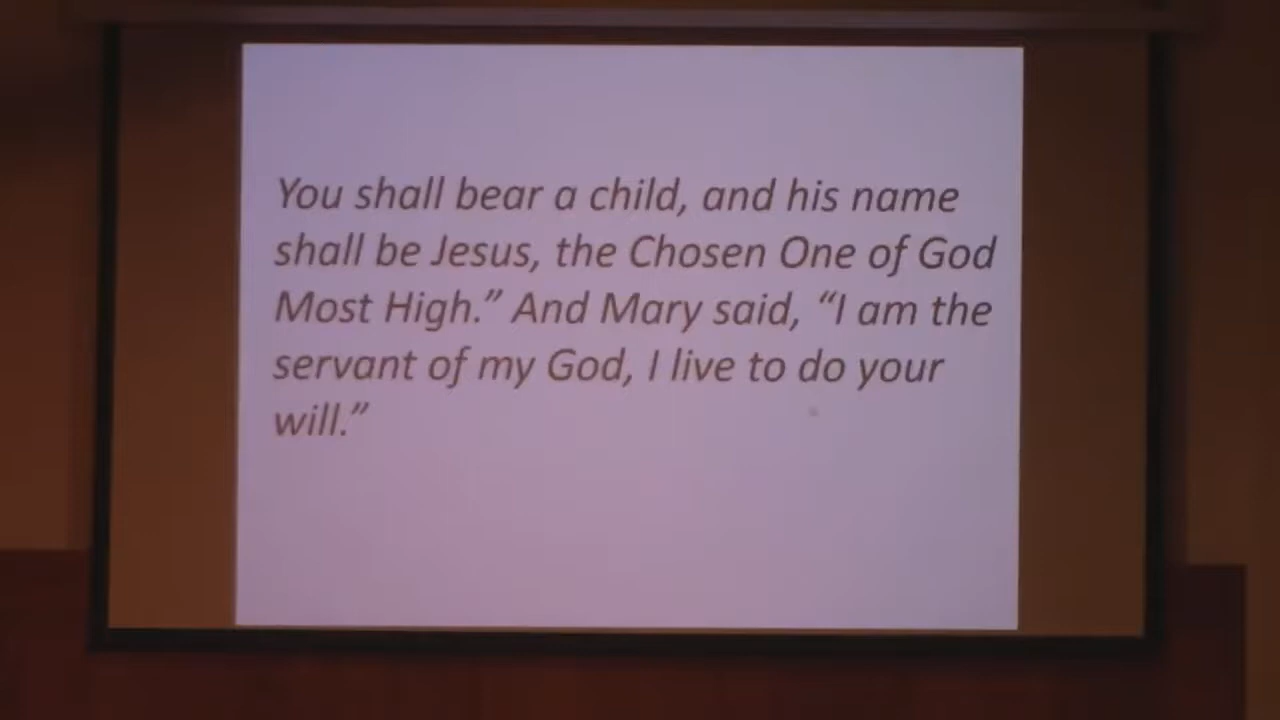 You shall bear a child, and his name
shall be Jesus, the Chosen One of God
Most High.” And Mary said, “I am the
servant of my God, I live to do your
will.”